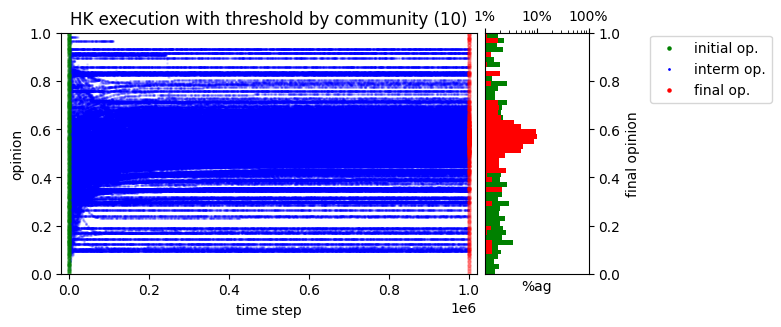 HK execution with threshold by community (10)
1% 10% 100%
initial op.
interm op.
final op.
opinion
1.0
0.8
0.6
0.4
0.2
0.0
1.0
0.8
0.6
0.4
0.2
0.0
final opinion
0.0 0.2 0.4 0.6 0.8 1.0
1e6
time step
%ag